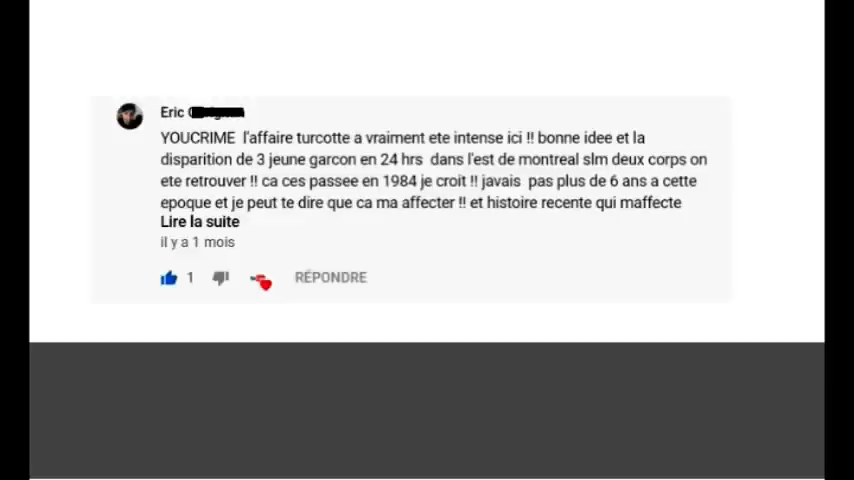 Eric
YOUCRIME l'affaire turcotte a vraiment ete intense ici !! bonne idee et la
disparition de 3 jeune garcon en 24 hrs dans l'est de montreal slm deux corps on
ete retrouver !! ca ces passee en 1984 je croit !! javais pas plus de 6 ans a cette
epoque et je peut te dire que ca ma affecter !! et histoire recente qui maffecte
Lire la suite
il y a 1 mois
1 RÉPONDRE